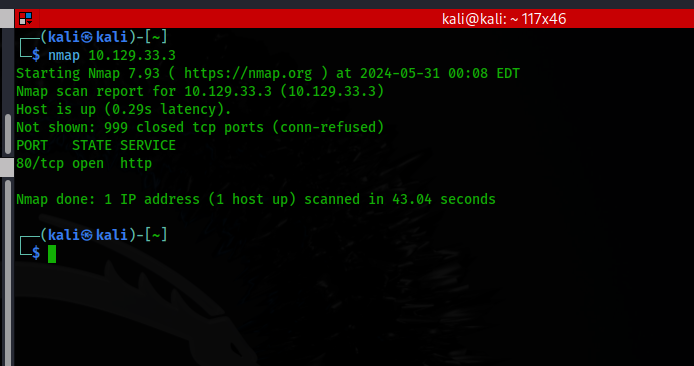 kali@kali: ~ 117x46
┌──(kali㉿kali)-[~]
└─$ nmap 10.129.33.3
Starting Nmap 7.93 ( https://nmap.org ) at 2024-05-31 00:08 EDT
Nmap scan report for 10.129.33.3 (10.129.33.3)
Host is up (0.29s latency).
Not shown: 999 closed tcp ports (conn-refused)
PORT   STATE SERVICE
80/tcp open  http
Nmap done: 1 IP address (1 host up) scanned in 43.04 seconds
┌──(kali㉿kali)-[~]
└─$